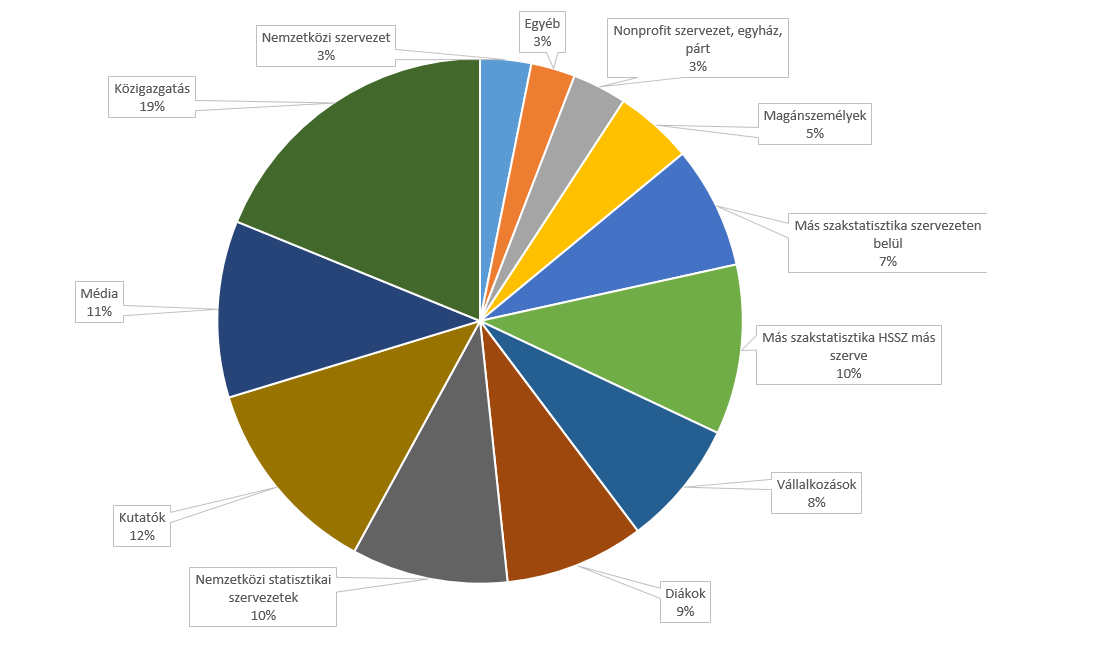 Nemzetközi szervezet
3%
Egyéb
3%
Nonprofit szervezet, egyház,
párt
3%
Magánszemélyek
5%
Más szakstatisztika szervezeten
belül
7%
Más szakstatisztika HSSZ más
szerve
10%
Vállalkozások
8%
Diákok
9%
Nemzetközi statisztikai
szervezetek
10%
Kutatók
12%
Média
11%
Közigazgatás
19%